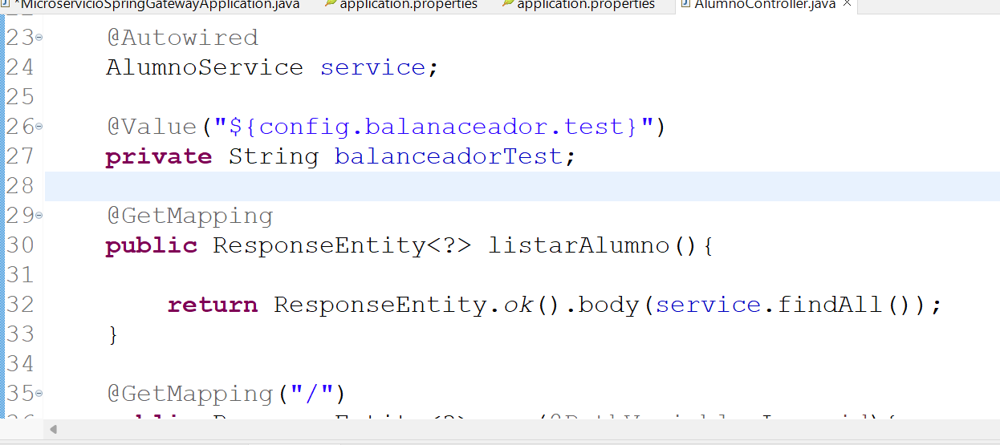 *MicroservicioSpringGatewayApplication.java application.properties application.properties AlumnoController.java
23 @Autowired
24 AlumnoService service;
25
26 @Value("${config.balanaceador.test}")
27 private String balanceadorTest;
28
29 @GetMapping
30 public ResponseEntity<?> listarAlumno(){
31
32 return ResponseEntity.ok().body(service.findAll());
33 }
34
35 @GetMapping("/")